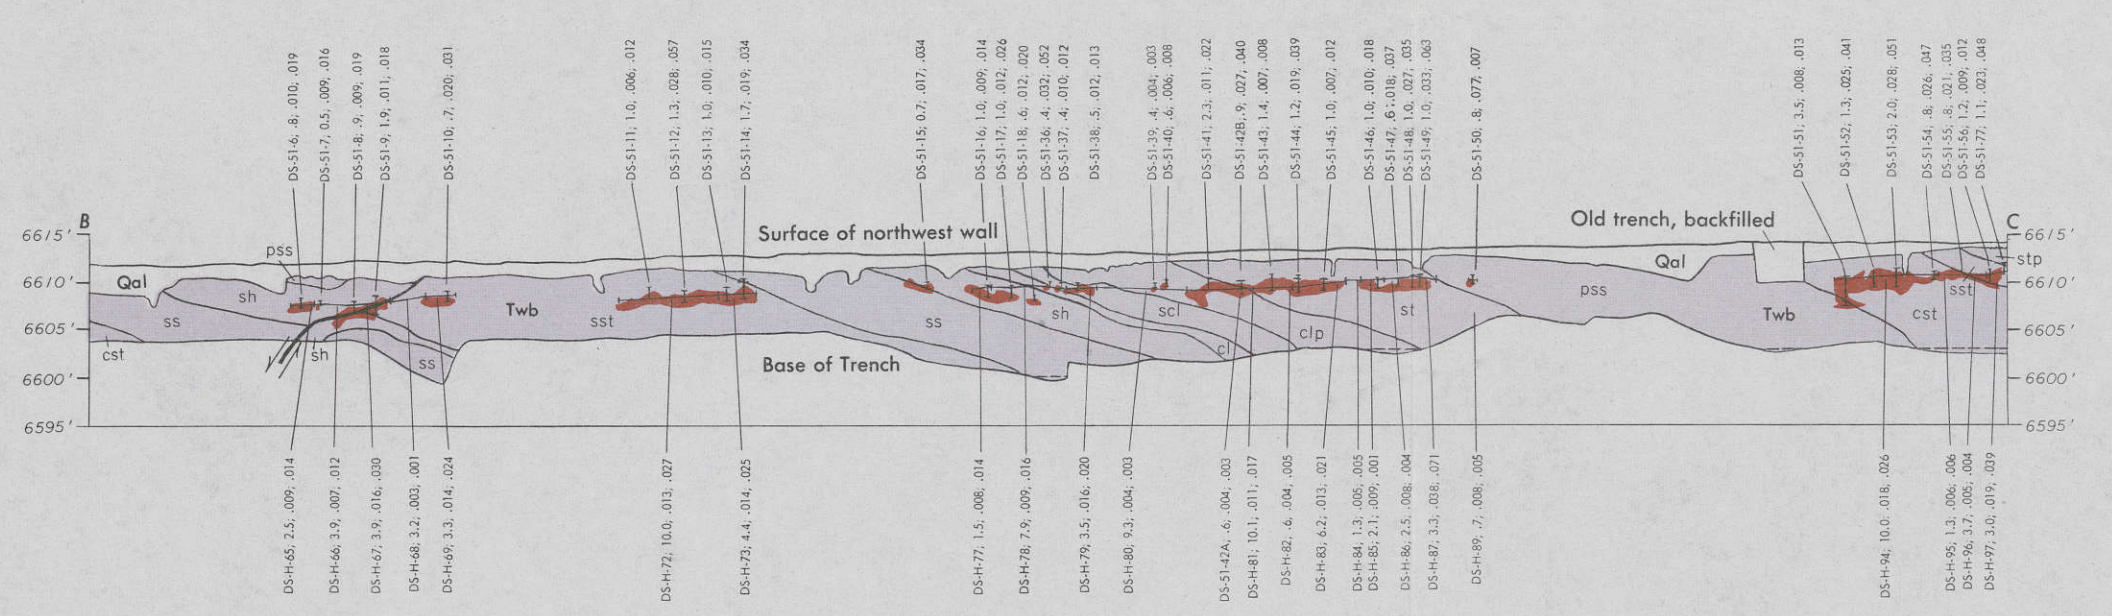 DS-51-6; .8; .010, .019
DS-51-7, 0.5; .009, .016
DS-51-8; .9, .009; .019
DS-51-9; 1.9; .011; .018
DS-51-10; .7; .020; .031
DS-51-11; 1.0, .006, .012
DS-51-12; 1.3; .028; .057
DS-51-13; 1.0; .010; .015
DS-51-14; 1.7; .019; .034
DS-51-15; 0.7; .017; .034
DS-51-16; 1.0; .009; .014
DS-51-17; 1.0, .012; .026
DS-51-18; .6; .012; .020
DS-51-36; .4; .032; .052
DS-51-37; .4; .010; .012
DS-51-38; .5; .012, .013
DS-51-39, .4; .004; .003
DS-51-40; .6, .006, .008
DS-51-41; 2.3; .011; .022
DS-51-42B; .9, .027, .040
DS-51-43; 1.4, .007, .008
DS-51-44; 1.2, .019, .039
DS-51-45; 1.0, .007, .012
DS-51-46, 1.0, .010; .018
DS-51-47; .6; .018; .037
DS-51-48; 1.0, .027; .035
DS-51-49; 1.0, .033; .063
DS-51-50, .8, .077, .007
DS-51-51; 3.5; .008, .013
DS-51-52; 1.3; .025; .041
DS-51-53; 2.0, .028; .051
DS-51-54; .8, .026, .047
DS-51-55; .8; .021, .035
DS-51-56; 1.2, .009; .012
DS-51-77; 1.1; .023, .048
B
C
Surface of northwest wall
Old trench, backfilled
6615'
6615'
pss
stp
Qal
Qal
6610'
6610'
sh
ss
Twb
sst
ss
sh
scl
clp
st
pss
Twb
cst
sst
6605'
6605'
cst
sh
ss
cl
Base of Trench
6600'
6600'
6595'
6595'
DS-H-65; 2.5; .009; .014
DS-H-66; 3.9, .007, .012
DS-H-67; 3.9, .016, .030
DS-H-68; 3.2; .003; .001
DS-H-69; 3.3, .014, .024
DS-H-72; 10.0, .013, .027
DS-H-73; 4.4; .014, .025
DS-H-77; 1.5; .008, .014
DS-H-78; 7.9, .009, .016
DS-H-79; 3.5, .016; .020
DS-H-80; 9.3; .004; .003
DS-51-42A; .6; .004, .003
DS-H-81; 10.1, .011; .017
DS-H-82, .6, .004, .005
DS-H-83; 6.2; .013; .021
DS-H-84; 1.3; .005; .005
DS-H-85; 2.1; .009, .001
DS-H-86; 2.5; .008, .004
DS-H-87; 3.3, .038, .071
DS-H-89; .7; .008, .005
DS-H-94; 10.0; .018, .026
DS-H-95; 1.3; .006; .006
DS-H-96; 3.7, .005; .004
DS-H-97; 3.0, .019, .039